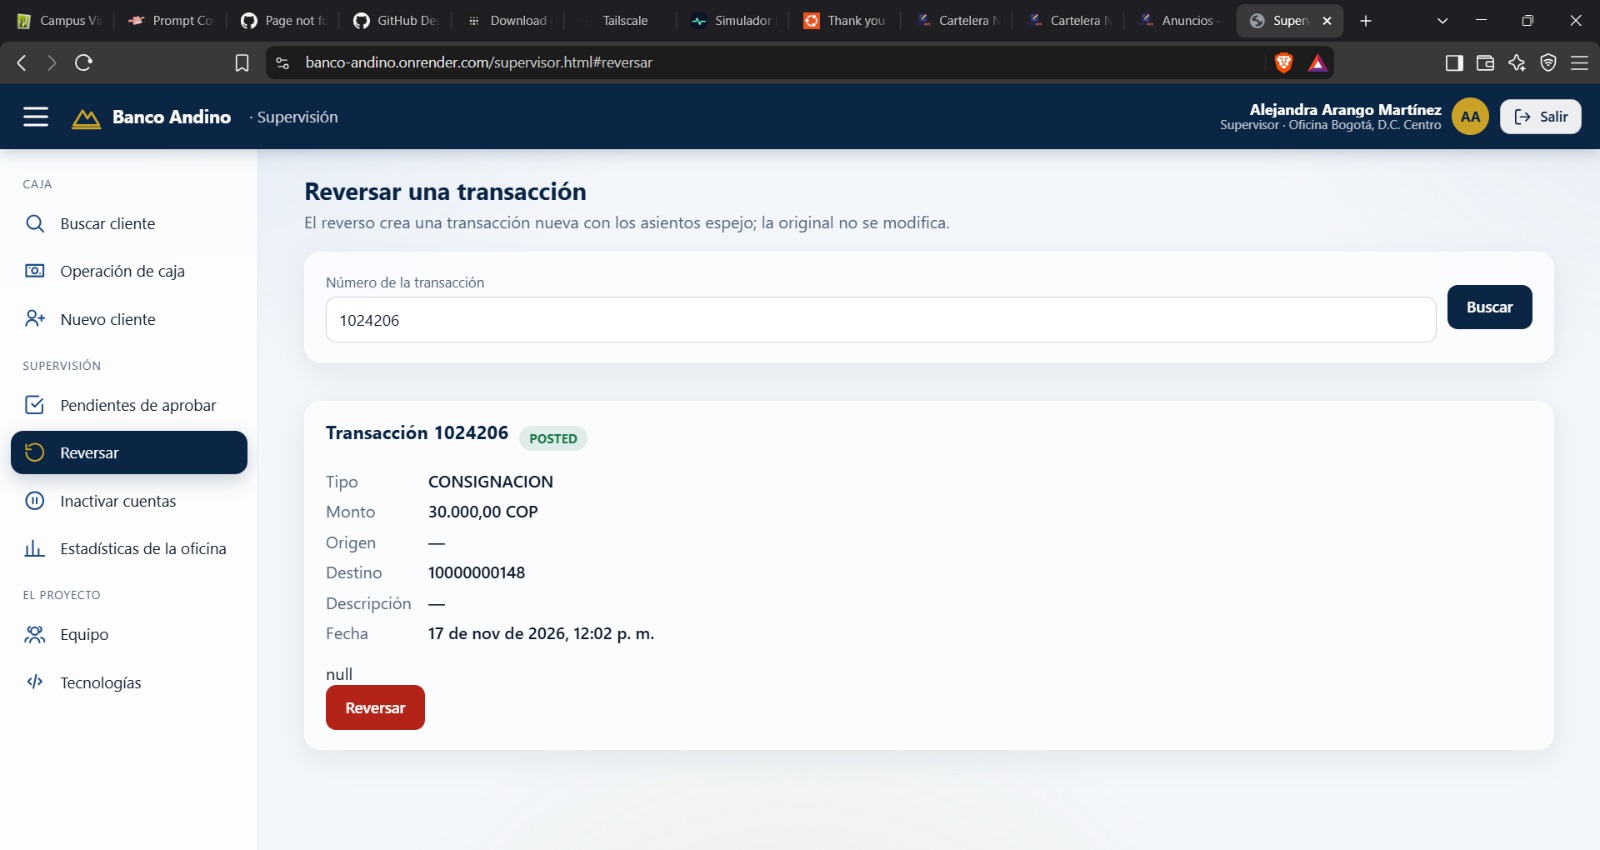 Campus Vi
Prompt Co
Page not fo
GitHub Des
Download
Tailscale
Simulador
Thank you
Cartelera N
Cartelera N
Anuncios -
Superv
banco-andino.onrender.com/supervisor.html#reversar
Banco Andino · Supervisión
Alejandra Arango Martínez
Supervisor · Oficina Bogotá, D.C. Centro
AA
Salir
CAJA
Buscar cliente
Operación de caja
Nuevo cliente
SUPERVISIÓN
Pendientes de aprobar
Reversar
Inactivar cuentas
Estadísticas de la oficina
EL PROYECTO
Equipo
Tecnologías
Reversar una transacción
El reverso crea una transacción nueva con los asientos espejo; la original no se modifica.
Número de la transacción
1024206
Buscar
Transacción 1024206 POSTED
Tipo CONSIGNACION
Monto 30.000,00 COP
Origen —
Destino 10000000148
Descripción —
Fecha 17 de nov de 2026, 12:02 p. m.
null
Reversar